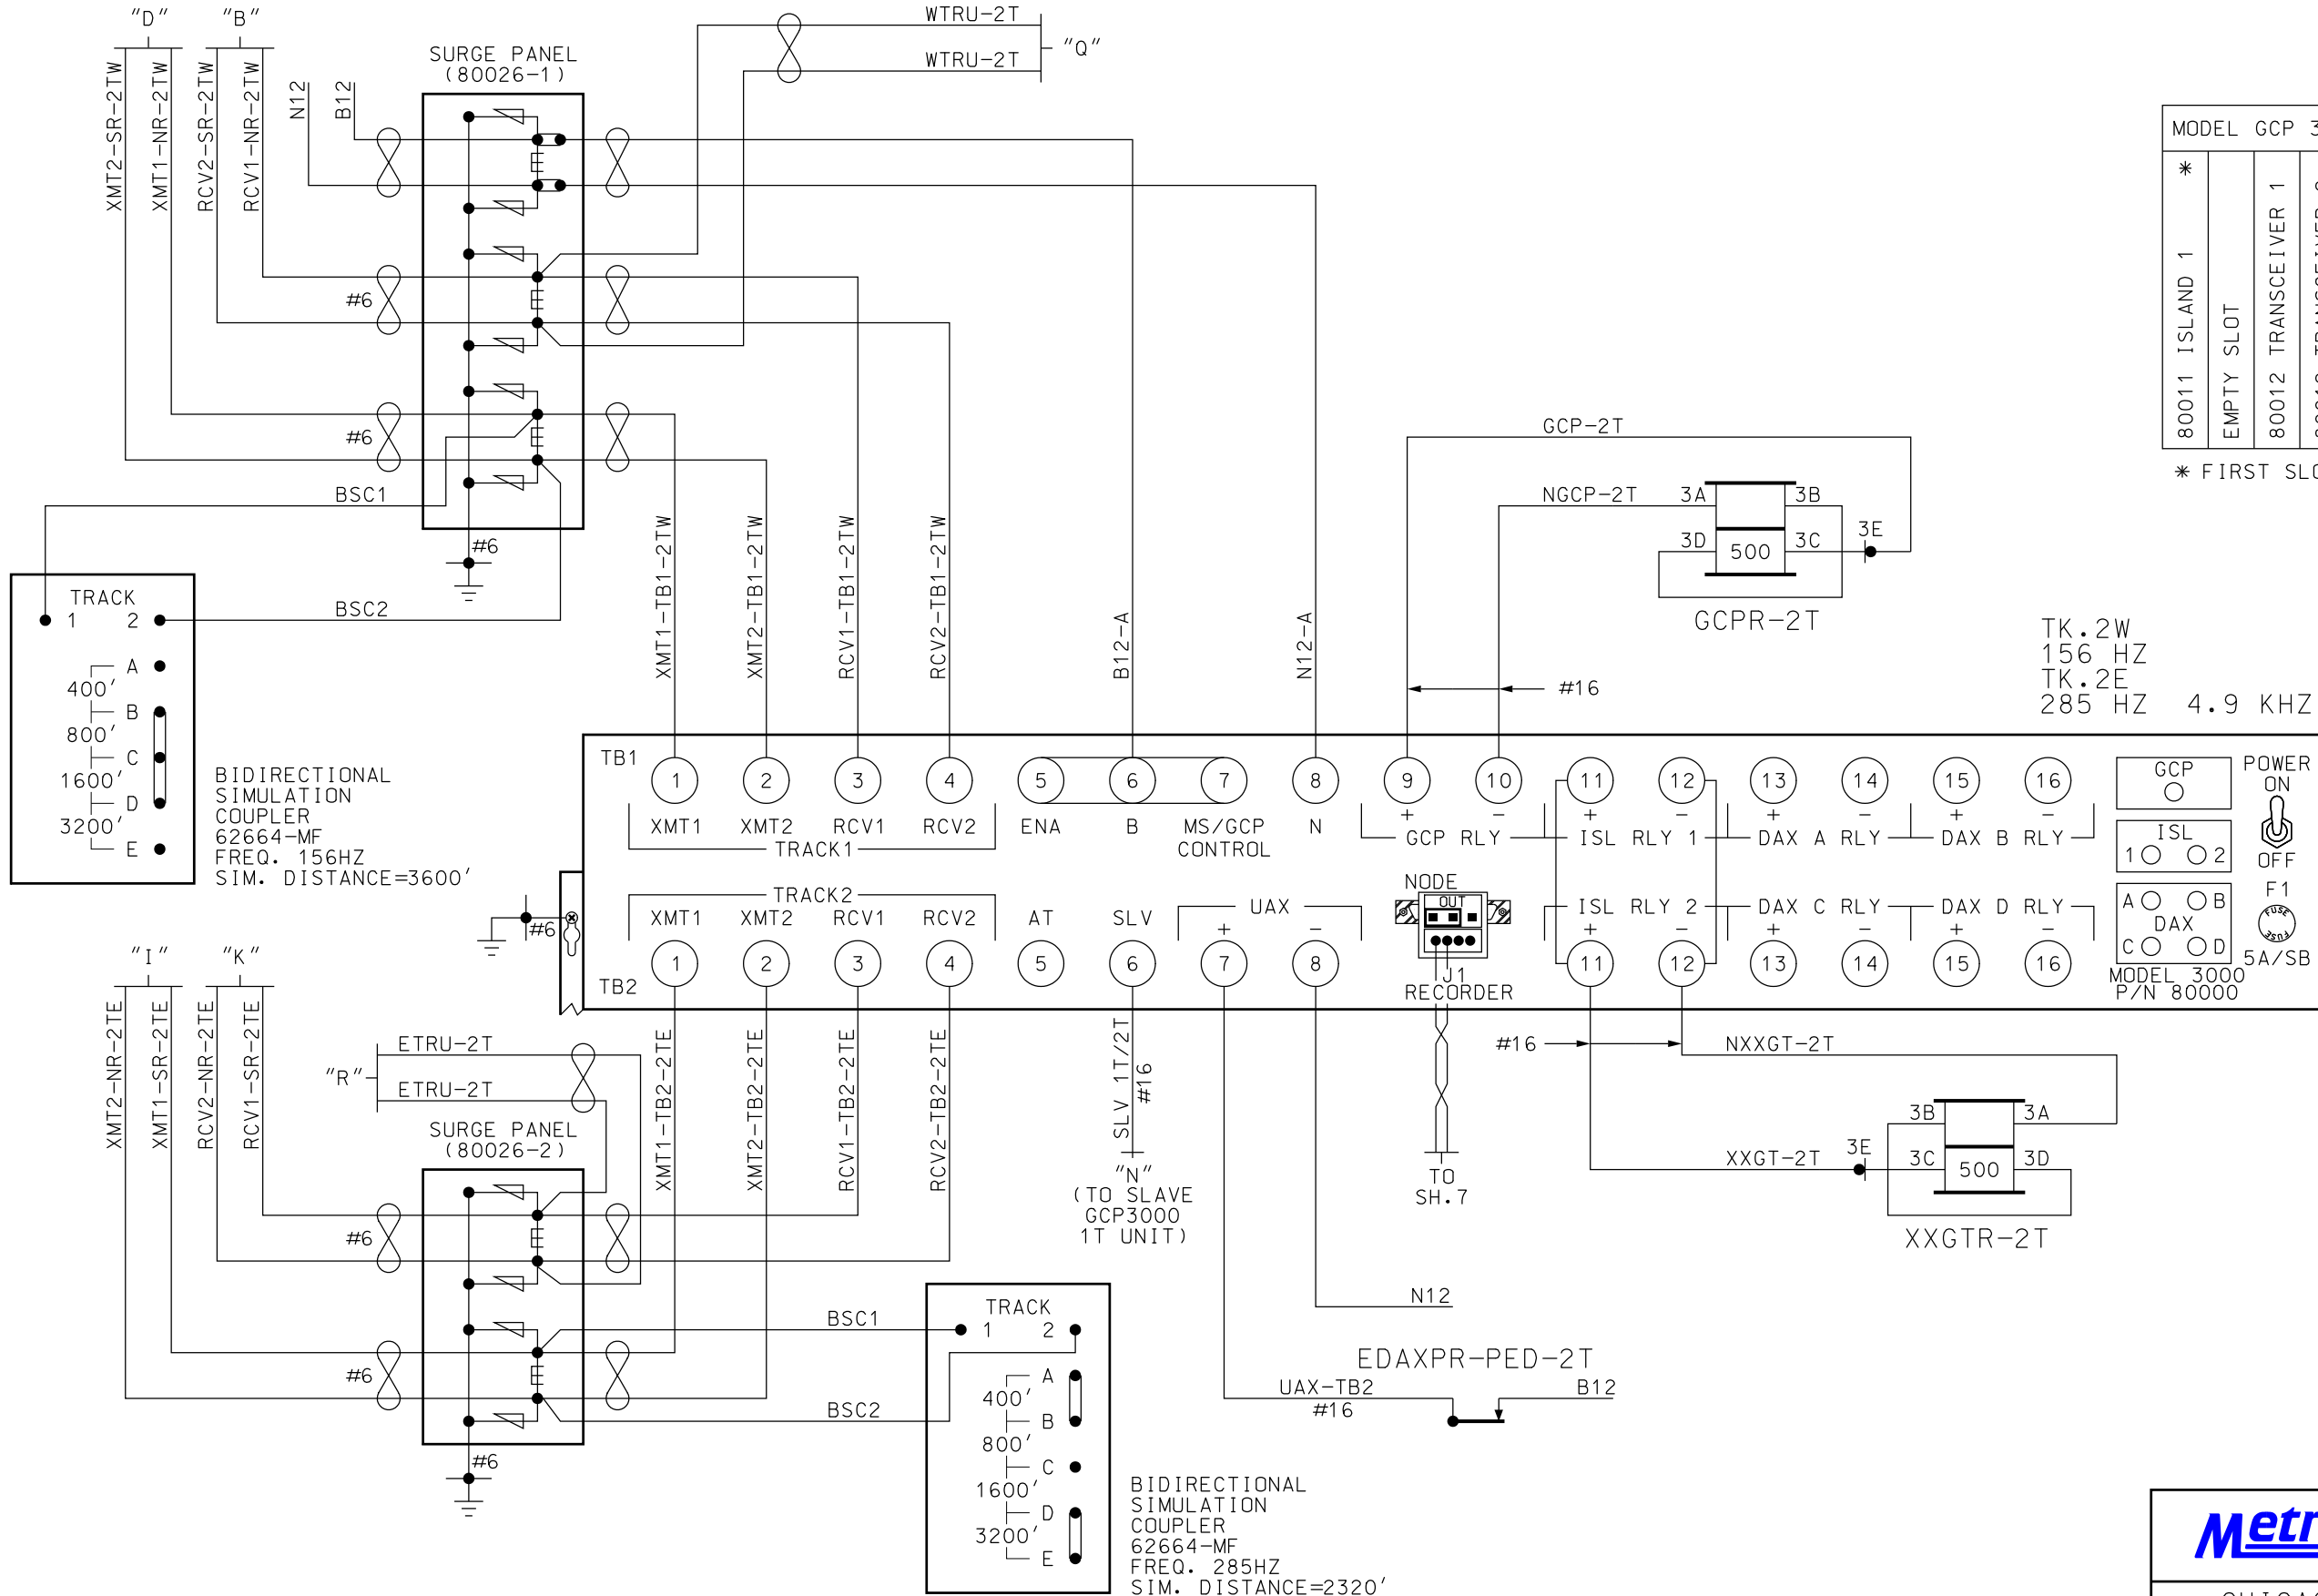 "D"
"B"
XMT2-SR-2TW
XMT1-NR-2TW
RCV2-SR-2TW
RCV1-NR-2TW
N12
B12
SURGE PANEL
(80026-1)
WTRU-2T
WTRU-2T
"Q"
#6
#6
BSC1
BSC2
#6
TRACK
1 2
A
400'
B
800'
C
1600'
D
3200'
E
BIDIRECTIONAL
SIMULATION
COUPLER
62664-MF
FREQ. 156HZ
SIM. DISTANCE=3600'
XMT1-TB1-2TW
XMT2-TB1-2TW
RCV1-TB1-2TW
RCV2-TB1-2TW
B12-A
N12-A
GCP-2T
NGCP-2T
3A
3B
3D
500
3C
3E
GCPR-2T
#16
MODEL GCP
80011 ISLAND 1 *
EMPTY SLOT
80012 TRANSCEIVER 1
* FIRST
TK.2W
156 HZ
TK.2E
285 HZ 4.9 KHZ
TB1
1 2 3 4 5 6 7 8 9 10 11 12 13 14 15 16
XMT1 XMT2 RCV1 RCV2 ENA B MS/GCP N + - + - + - + -
CONTROL
TRACK1
GCP RLY
ISL RLY 1
DAX A RLY
DAX B RLY
GCP
ISL
1 2
A B
DAX
C D
POWER
ON
OFF
F1
FUSE
FUSE
5A/SB
MODEL 3000
P/N 80000
#6
TRACK2
XMT1 XMT2 RCV1 RCV2 AT SLV
UAX
+ -
NODE
OUT
J1
RECORDER
ISL RLY 2
DAX C RLY
DAX D RLY
+ - + - + -
TB2
1 2 3 4 5 6 7 8 11 12 13 14 15 16
"I"
"K"
XMT2-NR-2TE
XMT1-SR-2TE
RCV2-NR-2TE
RCV1-SR-2TE
"R"
ETRU-2T
ETRU-2T
SURGE PANEL
(80026-2)
#6
#6
#6
XMT1-TB2-2TE
XMT2-TB2-2TE
RCV1-TB2-2TE
RCV2-TB2-2TE
SLV 1T/2T
#16
"N"
(TO SLAVE
GCP3000
1T UNIT)
TO
SH.7
#16
NXXGT-2T
XXGT-2T
3E
3B
3A
3C
500
3D
XXGTR-2T
N12
EDAXPR-PED-2T
UAX-TB2
#16
B12
BSC1
BSC2
TRACK
1 2
A
400'
B
800'
C
1600'
D
3200'
E
BIDIRECTIONAL
SIMULATION
COUPLER
62664-MF
FREQ. 285HZ
SIM. DISTANCE=2320'